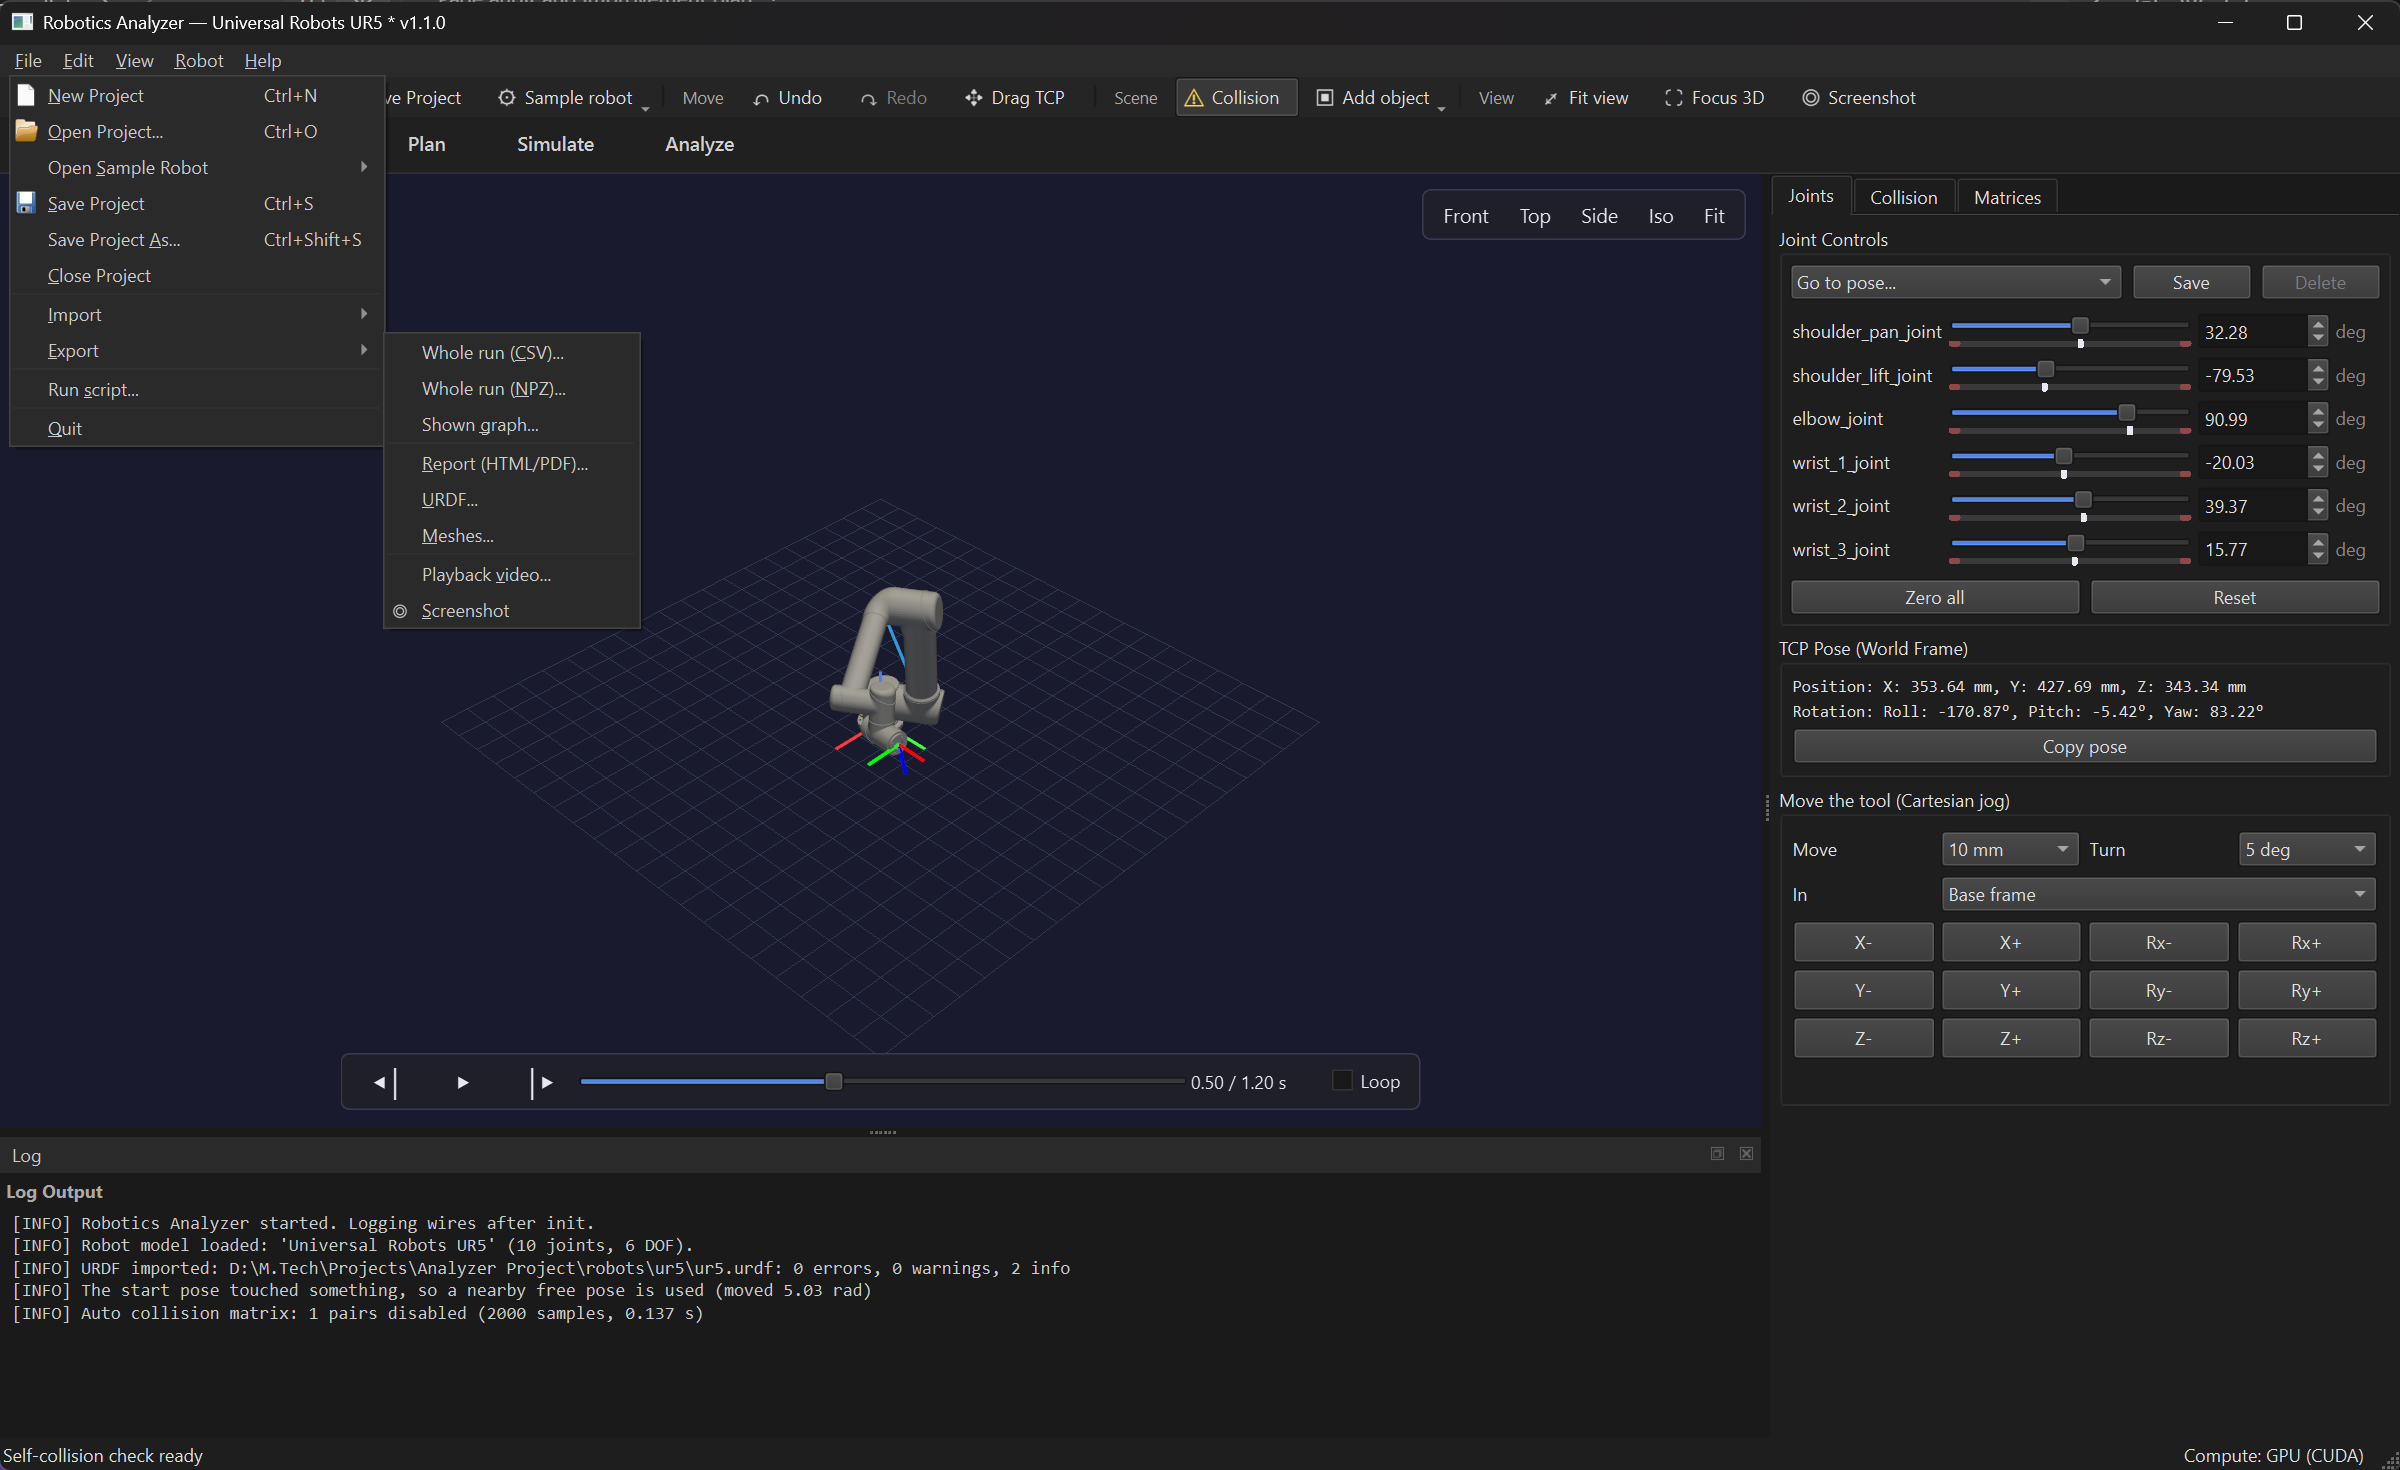 Robotics Analyzer — Universal Robots UR5 * v1.1.0
File Edit View Robot Help
ve Project Sample robot Move Undo Redo Drag TCP Scene Collision Add object View Fit view Focus 3D Screenshot
Plan Simulate Analyze
New Project Ctrl+N
Open Project... Ctrl+O
Open Sample Robot
Save Project Ctrl+S
Save Project As... Ctrl+Shift+S
Close Project
Import
Export
Run script...
Quit
Whole run (CSV)...
Whole run (NPZ)...
Shown graph...
Report (HTML/PDF)...
URDF...
Meshes...
Playback video...
Screenshot
Front Top Side Iso Fit
0.50 / 1.20 s Loop
Joints Collision Matrices
Joint Controls
Go to pose... Save Delete
shoulder_pan_joint 32.28 deg
shoulder_lift_joint -79.53 deg
elbow_joint 90.99 deg
wrist_1_joint -20.03 deg
wrist_2_joint 39.37 deg
wrist_3_joint 15.77 deg
Zero all Reset
TCP Pose (World Frame)
Position: X: 353.64 mm, Y: 427.69 mm, Z: 343.34 mm
Rotation: Roll: -170.87°, Pitch: -5.42°, Yaw: 83.22°
Copy pose
Move the tool (Cartesian jog)
Move 10 mm Turn 5 deg
In Base frame
X- X+ Rx- Rx+
Y- Y+ Ry- Ry+
Z- Z+ Rz- Rz+
Log
Log Output
[INFO] Robotics Analyzer started. Logging wires after init.
[INFO] Robot model loaded: 'Universal Robots UR5' (10 joints, 6 DOF).
[INFO] URDF imported: D:\M.Tech\Projects\Analyzer Project\robots\ur5\ur5.urdf: 0 errors, 0 warnings, 2 info
[INFO] The start pose touched something, so a nearby free pose is used (moved 5.03 rad)
[INFO] Auto collision matrix: 1 pairs disabled (2000 samples, 0.137 s)
Self-collision check ready Compute: GPU (CUDA)